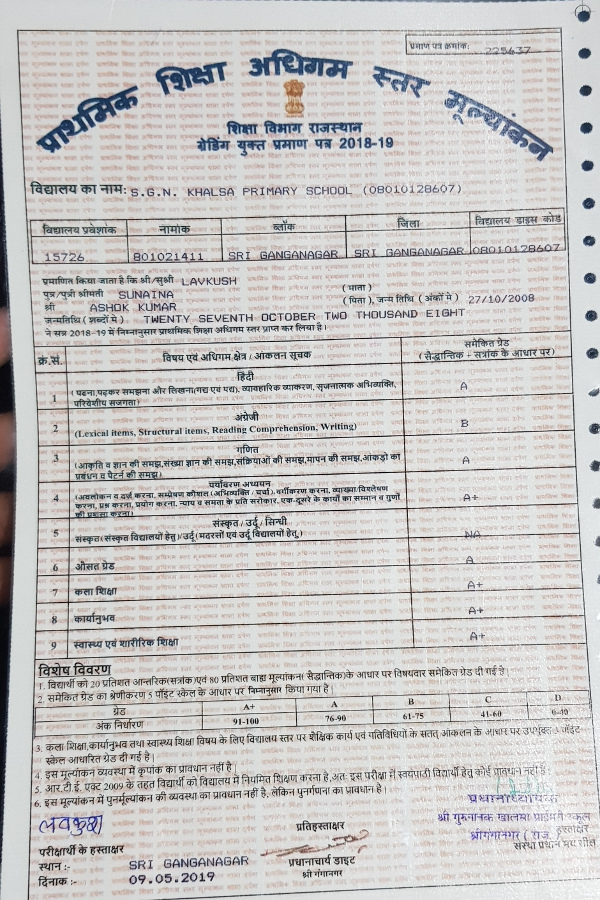 प्रमाण पत्र क्रमांक: 225637
प्राथमिक शिक्षा अधिगम स्तर मूल्यांकन
शिक्षा विभाग राजस्थान
ग्रेडिंग युक्त प्रमाण पत्र 2018-19
विद्यालय का नाम: S.G.N. KHALSA PRIMARY SCHOOL (08010128607)
विद्यालय प्रवेशांक नामांक ब्लॉक जिला विद्यालय डाइस कोड
15726 801021411 SRI GANGANAGAR SRI GANGANAGAR 08010128607
प्रमाणित किया जाता है कि श्री/सुश्री LAVKUSH
पुत्र/पुत्री श्रीमती SUNAINA (माता)
श्री ASHOK KUMAR (पिता), जन्म तिथि (अंकों में) 27/10/2008
जन्मतिथि (शब्दों में) TWENTY SEVENTH OCTOBER TWO THOUSAND EIGHT
ने सत्र 2018-19 में निम्नानुसार प्राथमिक शिक्षा अधिगम स्तर प्राप्त कर लिया है।
क्र.सं. विषय एवं अधिगम क्षेत्र / आंकलन सूचक समेकित ग्रेड
(सैद्धान्तिक + सत्रांक के आधार पर)
हिंदी
1 (पढना,पढ़कर समझना और लिखना(गद्य एवं पद्य), व्यावहारिक व्याकरण, सृजनात्मक अभिव्यक्ति, A
परिवेशीय सजगता)
अंग्रेजी
2 (Lexical items, Structural items, Reading Comprehension, Writing) B
गणित
3 (आकृति व ज्ञान की समझ,संख्या ज्ञान की समझ,संक्रियाओं की समझ,मापन की समझ,आंकड़ो का A
प्रबंधन व पैटर्न की समझ)
पर्यावरण अध्ययन
4 (अवलोकन व दर्ज करना, सम्प्रेषण कौशल (अभिव्यक्ति / चर्चा) वर्गीकरण करना, व्याख्या/विश्लेषण A+
करना, प्रश्न करना, प्रयोग करना, न्याय व समता के प्रति सरोकार, एक-दूसरे के कार्यों का सम्मान व गुणों
की प्रशंसा करना)
संस्कृत / उर्दू / सिन्धी
5 संस्कृत(संस्कृत विद्यालयों हेतु)/उर्दू(मदरसों एवं उर्दू विद्यालयों हेतु) NA
6 औसत ग्रेड A
7 कला शिक्षा A+
8 कार्यानुभव A+
9 स्वास्थ्य एवं शारीरिक शिक्षा A+
विशेष विवरण
1. विद्यार्थी को 20 प्रतिशत आन्तरिक(सत्रांक)एवं 80 प्रतिशत बाह्य मूल्यांकन( सैद्धान्तिक)के आधार पर विषयवार समेकित ग्रेड दी गई है।
2. समेकित ग्रेड का श्रेणीकरण 5 पॉइंट स्केल के आधार पर निम्नानुसार किया गया है।
ग्रेड A+ A B C D
अंक निर्धारण 91-100 76-90 61-75 41-60 0-40
3. कला शिक्षा,कार्यानुभव तथा स्वास्थ्य शिक्षा विषय के लिए विद्यालय स्तर पर शैक्षिक कार्य एवं गतिविधियों के सतत् आंकलन के आधार पर उपर्युक्त 5 पॉइंट
स्केल आधारित ग्रेड दी गई है।
4. इस मूल्यांकन व्यवस्था में कृपांक का प्रावधान नहीं है।
5. आर.टी.ई. एक्ट 2009 के तहत विद्यार्थी को विद्यालय में नियमित शिक्षण करना है,अतः इस परीक्षा में स्वयंपाठी विद्यार्थी हेतु कोई प्रावधान नहीं है।
6. इस मूल्यांकन में पुनर्मूल्यांकन की व्यवस्था का प्रावधान नहीं है, लेकिन पुनर्गणना का प्रावधान है।
लवकुश
परीक्षार्थी के हस्ताक्षर
स्थान :- SRI GANGANAGAR
दिनांक :- 09.05.2019
प्रतिहस्ताक्षर
प्रधानाचार्य डाइट
श्री गंगानगर
प्रधानाध्यापक
श्री गुरुनानक खालसा प्राईमरी स्कूल
श्रीगंगानगर ( राज.)
हस्ताक्षर
संस्था प्रधान मय सील